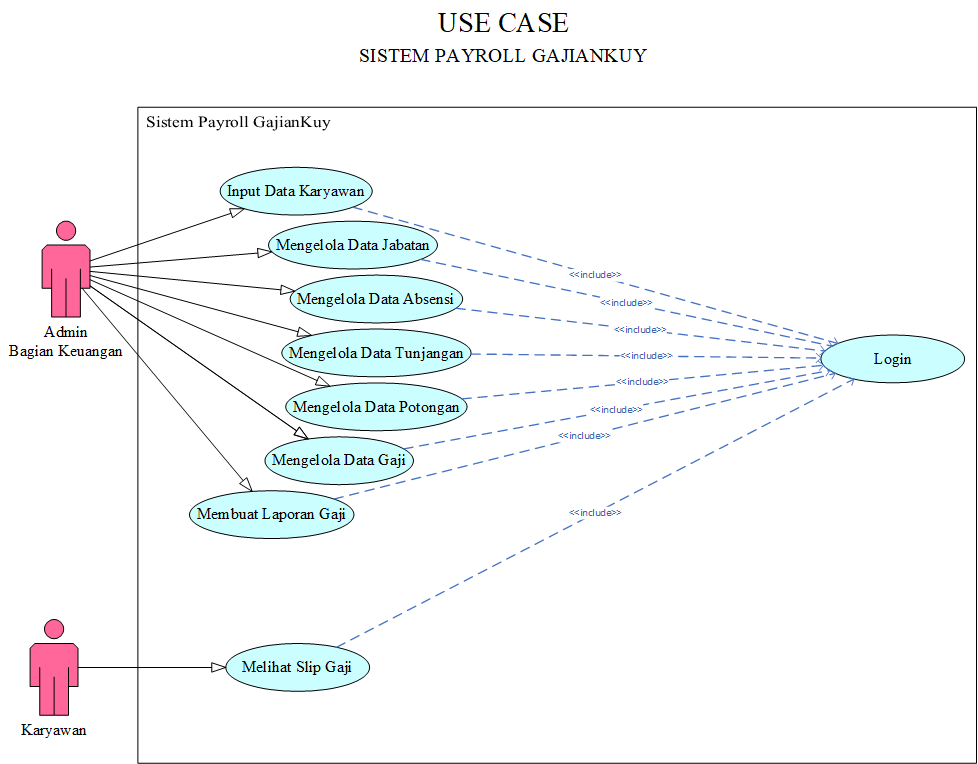 USE CASE
SISTEM PAYROLL GAJIANKUY
Sistem Payroll GajianKuy
Input Data Karyawan
Mengelola Data Jabatan
Mengelola Data Absensi
Mengelola Data Tunjangan
Mengelola Data Potongan
Mengelola Data Gaji
Membuat Laporan Gaji
Admin
Bagian Keuangan
<<include>>
<<include>>
<<include>>
<<include>>
<<include>>
<<include>>
<<include>>
<<include>>
Login
Melihat Slip Gaji
Karyawan